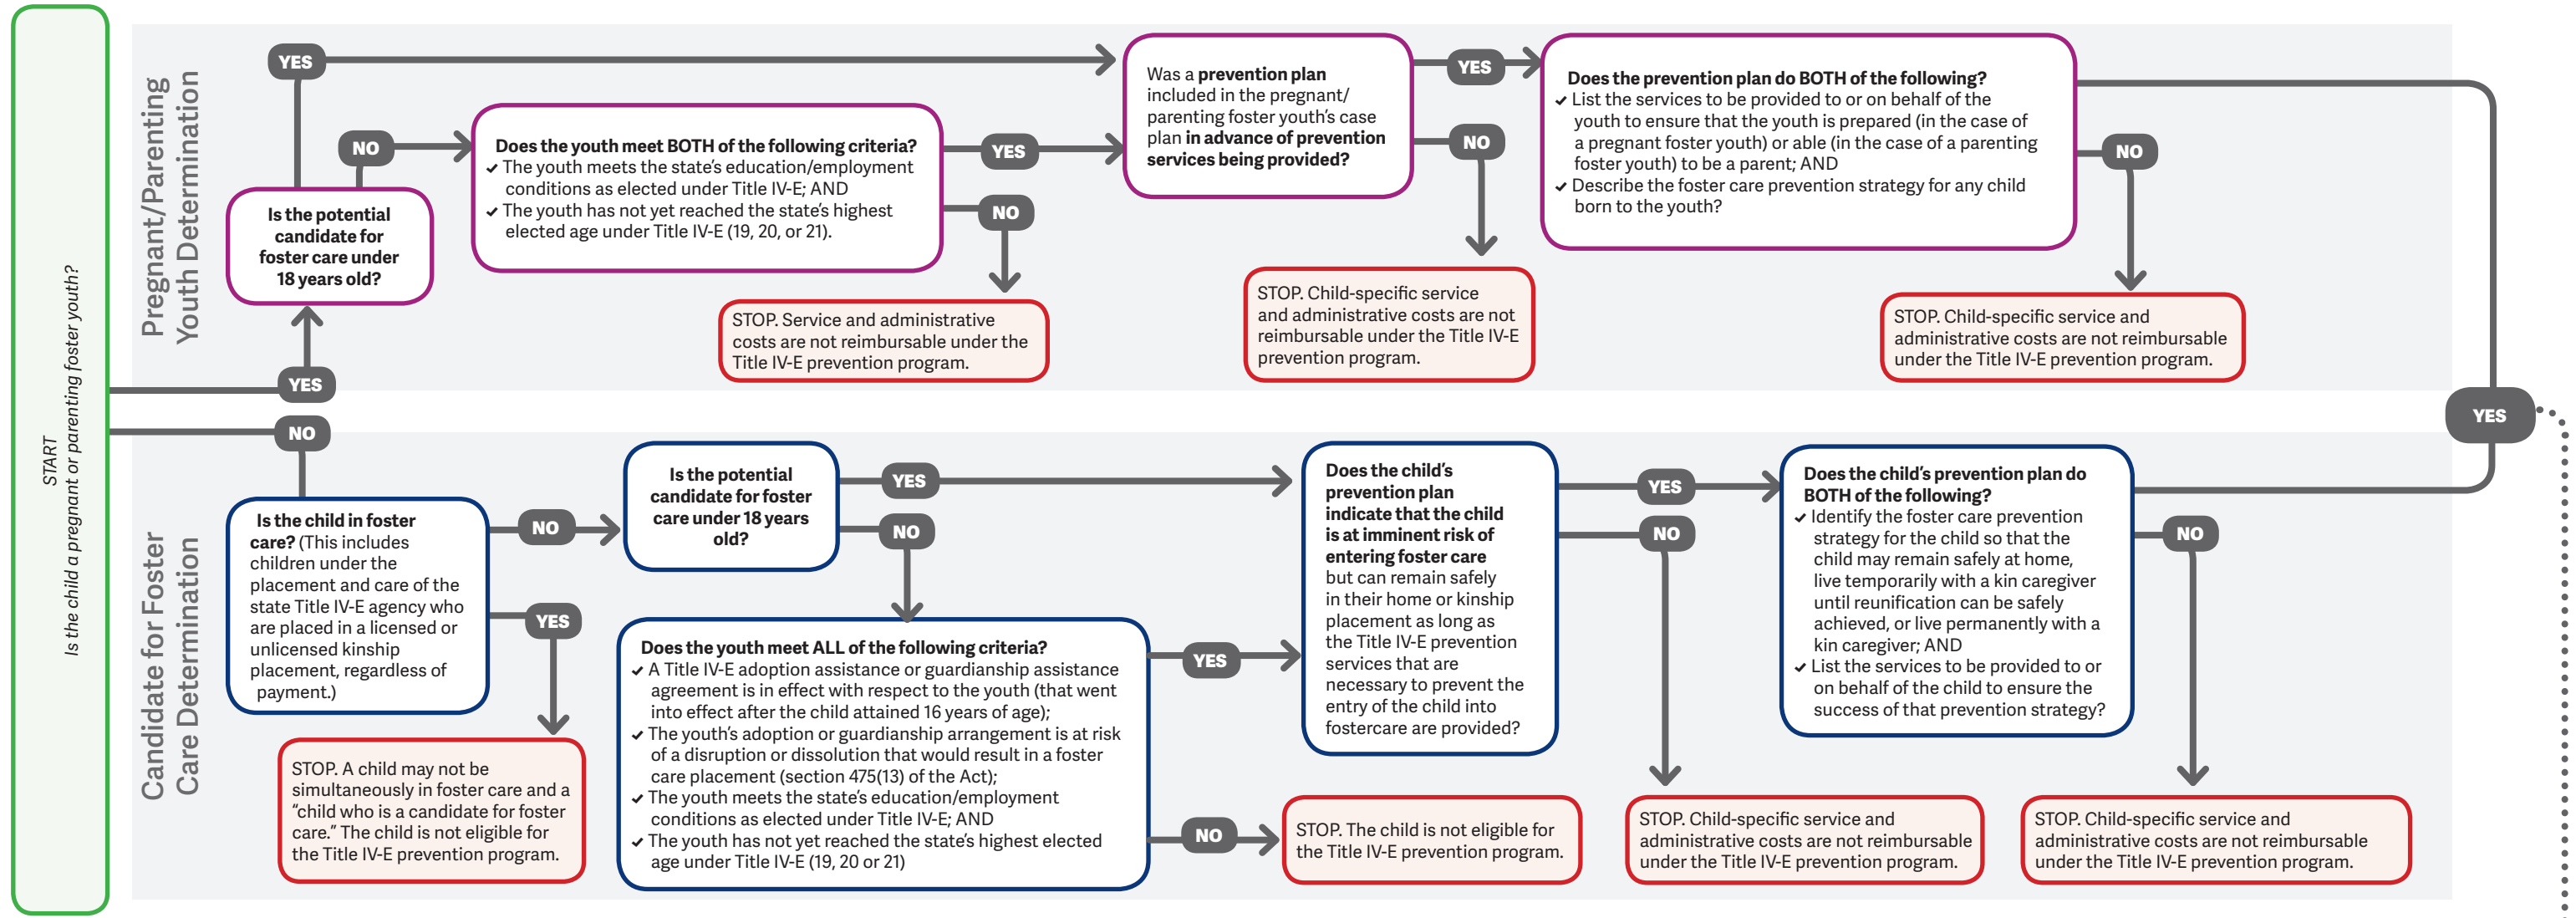 START
Is the child a pregnant or parenting foster youth?
Pregnant/Parenting
Youth Determination
YES
NO
Is the potential
candidate for
foster care under
18 years old?
YES
Does the youth meet BOTH of the following criteria?
✓ The youth meets the state’s education/employment
conditions as elected under Title IV-E; AND
✓ The youth has not yet reached the state’s highest
elected age under Title IV-E (19, 20, or 21).
YES
NO
STOP. Service and administrative
costs are not reimbursable under the
Title IV-E prevention program.
Was a prevention plan
included in the pregnant/
parenting foster youth’s case
plan in advance of prevention
services being provided?
YES
NO
STOP. Child-specific service
and administrative costs are not
reimbursable under the Title IV-E
prevention program.
Does the prevention plan do BOTH of the following?
✓ List the services to be provided to or on behalf of the
youth to ensure that the youth is prepared (in the case of
a pregnant foster youth) or able (in the case of a parenting
foster youth) to be a parent; AND
✓ Describe the foster care prevention strategy for any child
born to the youth?
NO
STOP. Child-specific service and
administrative costs are not reimbursable
under the Title IV-E prevention program.
YES
Candidate for Foster
Care Determination
NO
Is the child in foster
care? (This includes
children under the
placement and care of the
state Title IV-E agency who
are placed in a licensed or
unlicensed kinship
placement, regardless of
payment.)
NO
YES
STOP. A child may not be
simultaneously in foster care and a
“child who is a candidate for foster
care.” The child is not eligible for
the Title IV-E prevention program.
Is the potential
candidate for foster
care under 18 years
old?
YES
NO
Does the youth meet ALL of the following criteria?
✓ A Title IV-E adoption assistance or guardianship assistance
agreement is in effect with respect to the youth (that went
into effect after the child attained 16 years of age);
✓ The youth’s adoption or guardianship arrangement is at risk
of a disruption or dissolution that would result in a foster
care placement (section 475(13) of the Act);
✓ The youth meets the state’s education/employment
conditions as elected under Title IV-E; AND
✓ The youth has not yet reached the state’s highest elected
age under Title IV-E (19, 20 or 21)
YES
NO
STOP. The child is not eligible for
the Title IV-E prevention program.
Does the child’s
prevention plan
indicate that the child
is at imminent risk of
entering foster care
but can remain safely
in their home or kinship
placement as long as
the Title IV-E prevention
services that are
necessary to prevent the
entry of the child into
fostercare are provided?
YES
NO
STOP. Child-specific service and
administrative costs are not reimbursable
under the Title IV-E prevention program.
Does the child’s prevention plan do
BOTH of the following?
✓ Identify the foster care prevention
strategy for the child so that the
child may remain safely at home,
live temporarily with a kin caregiver
until reunification can be safely
achieved, or live permanently with a
kin caregiver; AND
✓ List the services to be provided to or
on behalf of the child to ensure the
success of that prevention strategy?
NO
STOP. Child-specific service and
administrative costs are not reimbursable
under the Title IV-E prevention program.